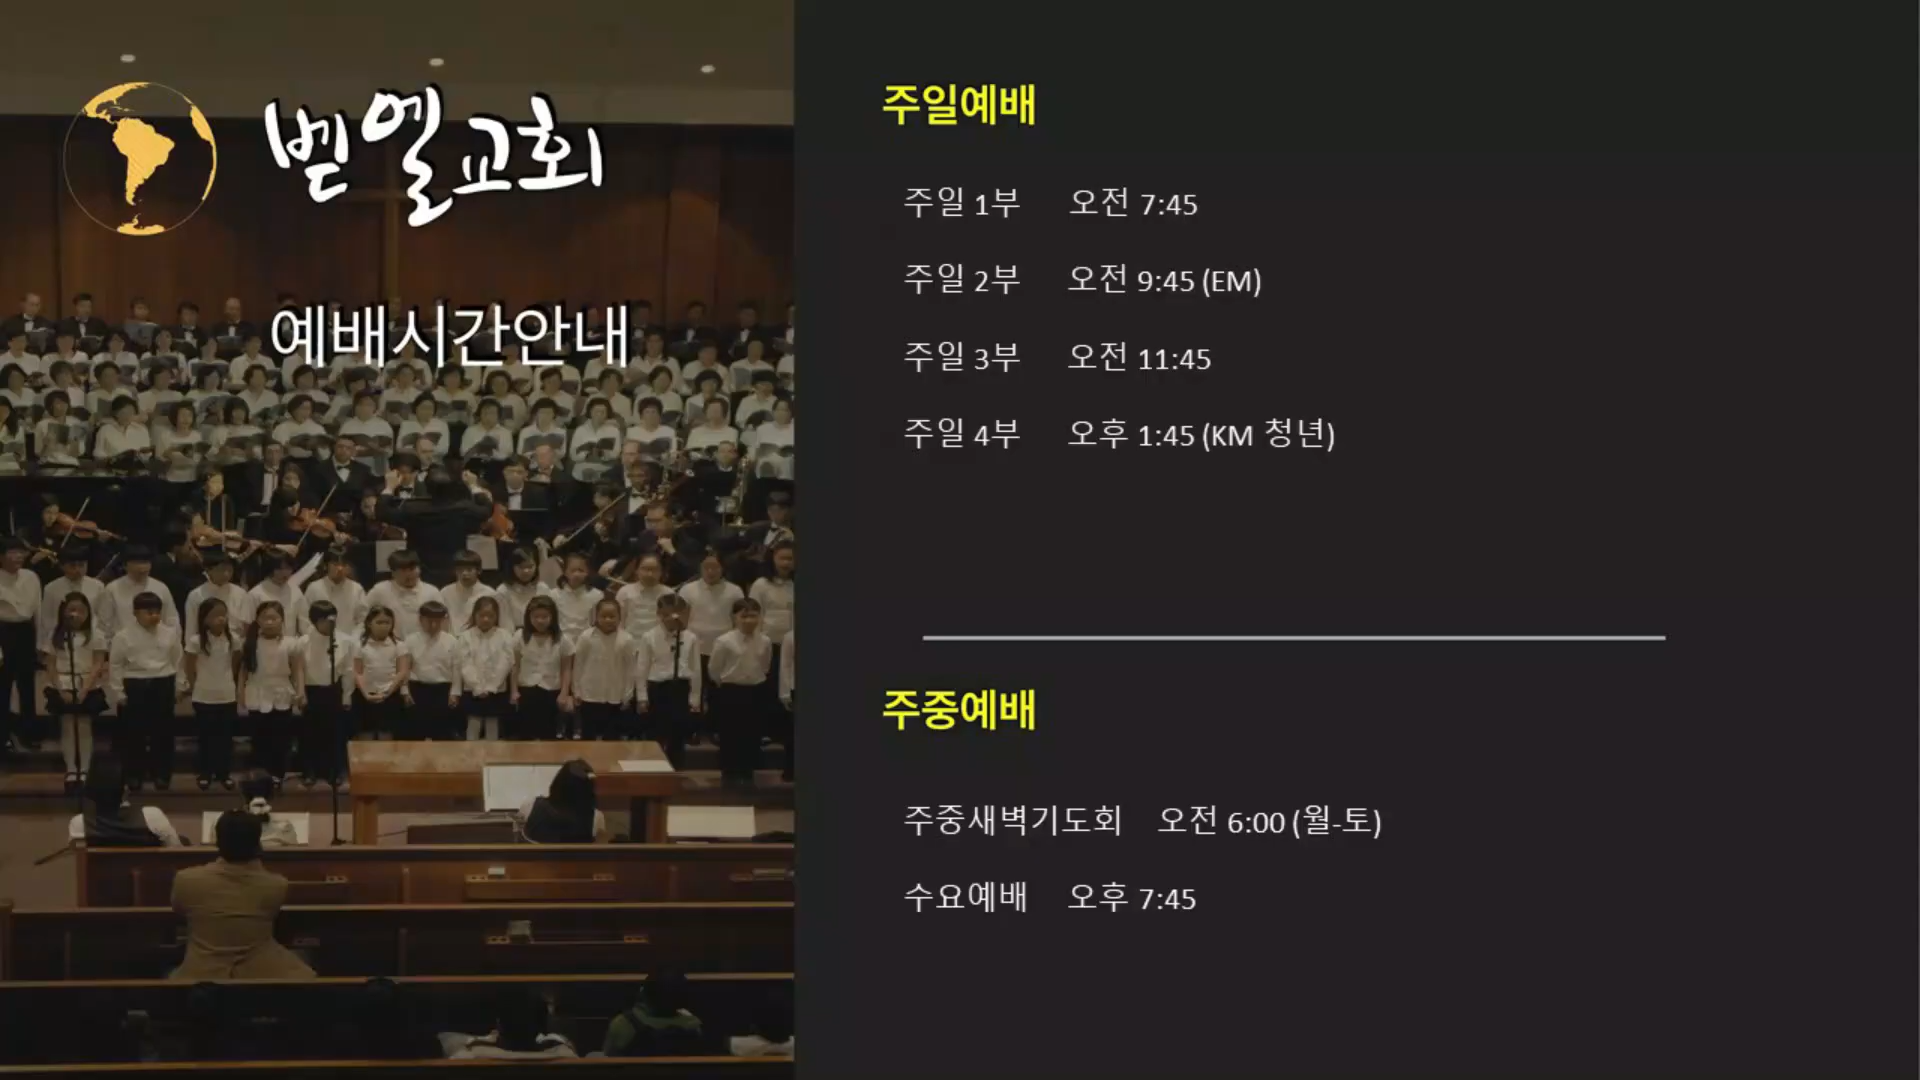 벧엘교회
예배시간안내
주일예배
주일 1부 오전 7:45
주일 2부 오전 9:45 (EM)
주일 3부 오전 11:45
주일 4부 오후 1:45 (KM 청년)
주중예배
주중새벽기도회 오전 6:00 (월-토)
수요예배 오후 7:45